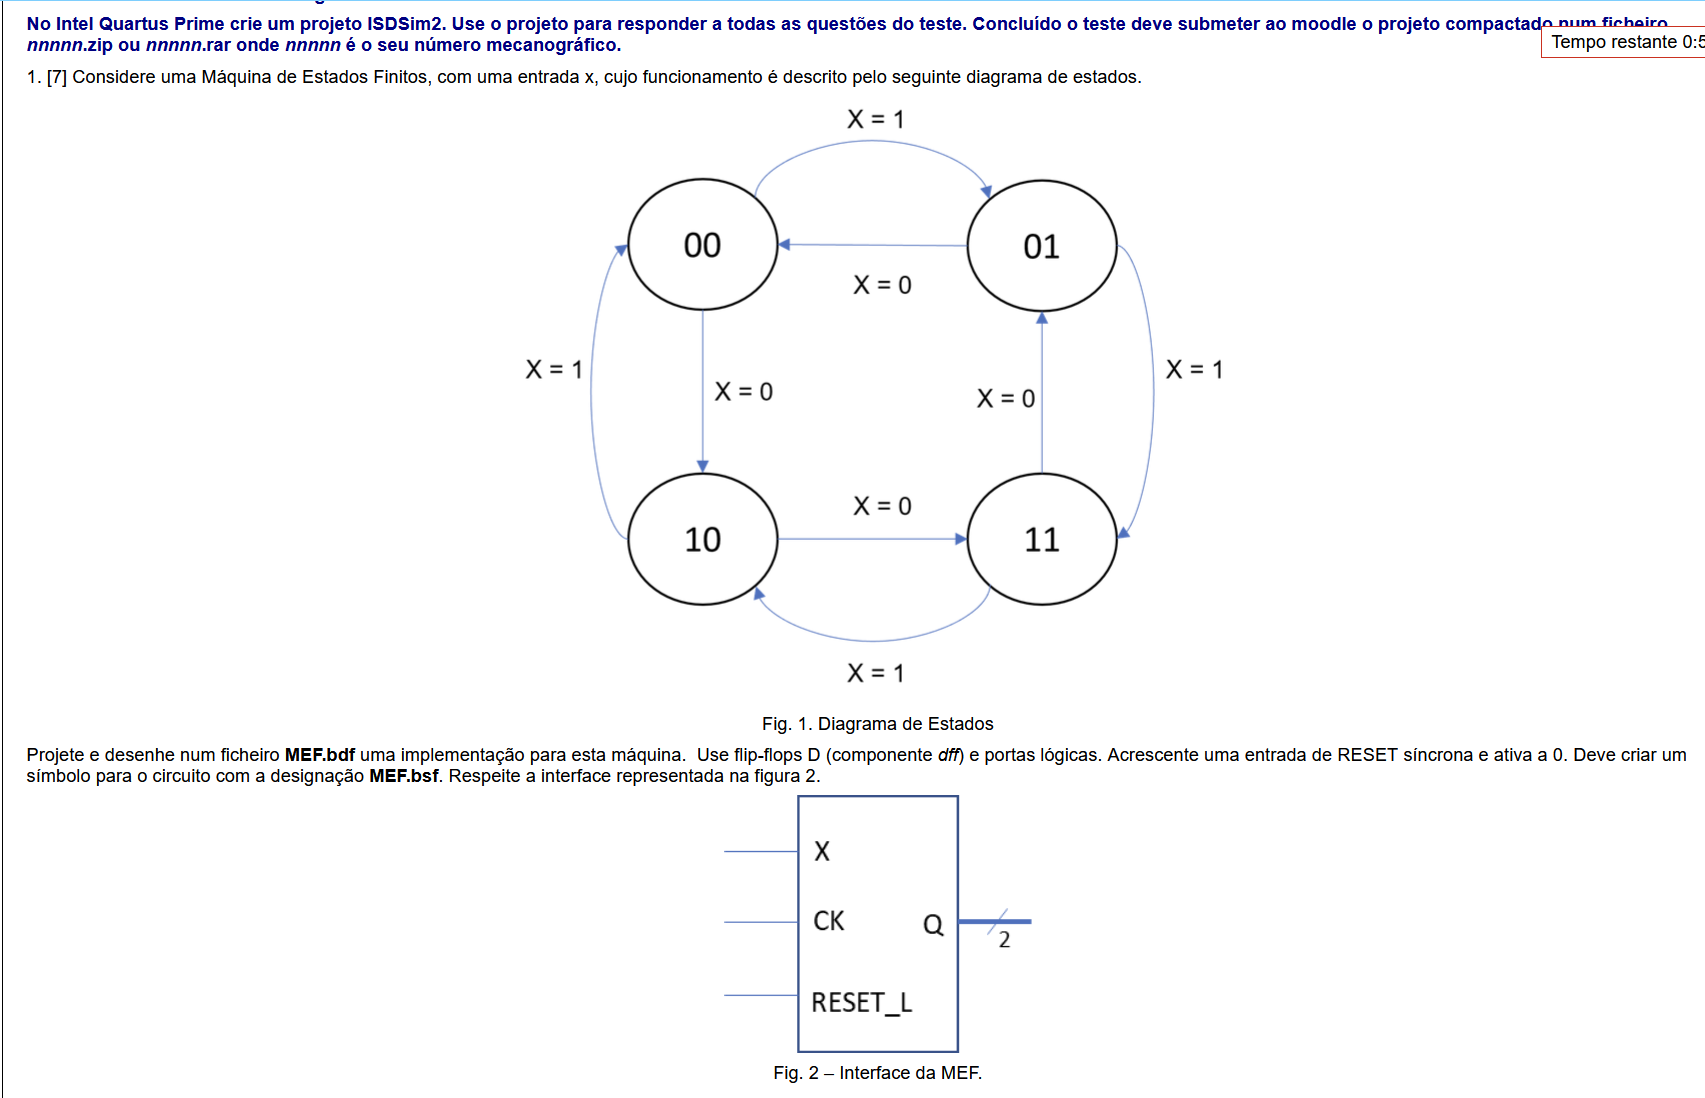 No Intel Quartus Prime crie um projeto ISDSim2. Use o projeto para responder a todas as questões do teste. Concluído o teste deve submeter ao moodle o projeto compactado num ficheiro
nnnnn.zip ou nnnnn.rar onde nnnnn é o seu número mecanográfico.
Tempo restante 0:5
1. [7] Considere uma Máquina de Estados Finitos, com uma entrada x, cujo funcionamento é descrito pelo seguinte diagrama de estados.
X = 1
00
01
X = 0
X = 1
X = 0
X = 0
X = 1
X = 0
10
11
X = 1
Fig. 1. Diagrama de Estados
Projete e desenhe num ficheiro MEF.bdf uma implementação para esta máquina. Use flip-flops D (componente dff) e portas lógicas. Acrescente uma entrada de RESET síncrona e ativa a 0. Deve criar um
símbolo para o circuito com a designação MEF.bsf. Respeite a interface representada na figura 2.
X
CK
Q
2
RESET_L
Fig. 2 – Interface da MEF.